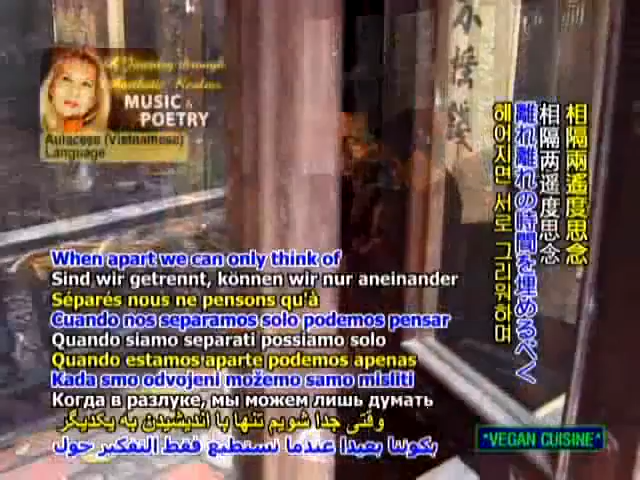 A Journey through
Aesthetic Realms
MUSIC &
POETRY
Aulacese (Vietnamese)
Language
相隔兩遙度思念
相隔两遥度思念
離れ離れの時間を埋めるべく
헤어지면 서로 그리워하며
When apart we can only think of
Sind wir getrennt, können wir nur aneinander
Séparés nous ne pensons qu'à
Cuando nos separamos solo podemos pensar
Quando siamo separati possiamo solo
Quando estamos aparte podemos apenas
Kada smo odvojeni možemo samo misliti
Когда в разлуке, мы можем лишь думать
وقتی جدا شویم تنها با اندیشیدن به یکدیگر
بكوننا بعيدا عندما نستطيع فقط التفكير حول
*VEGAN CUISINE*